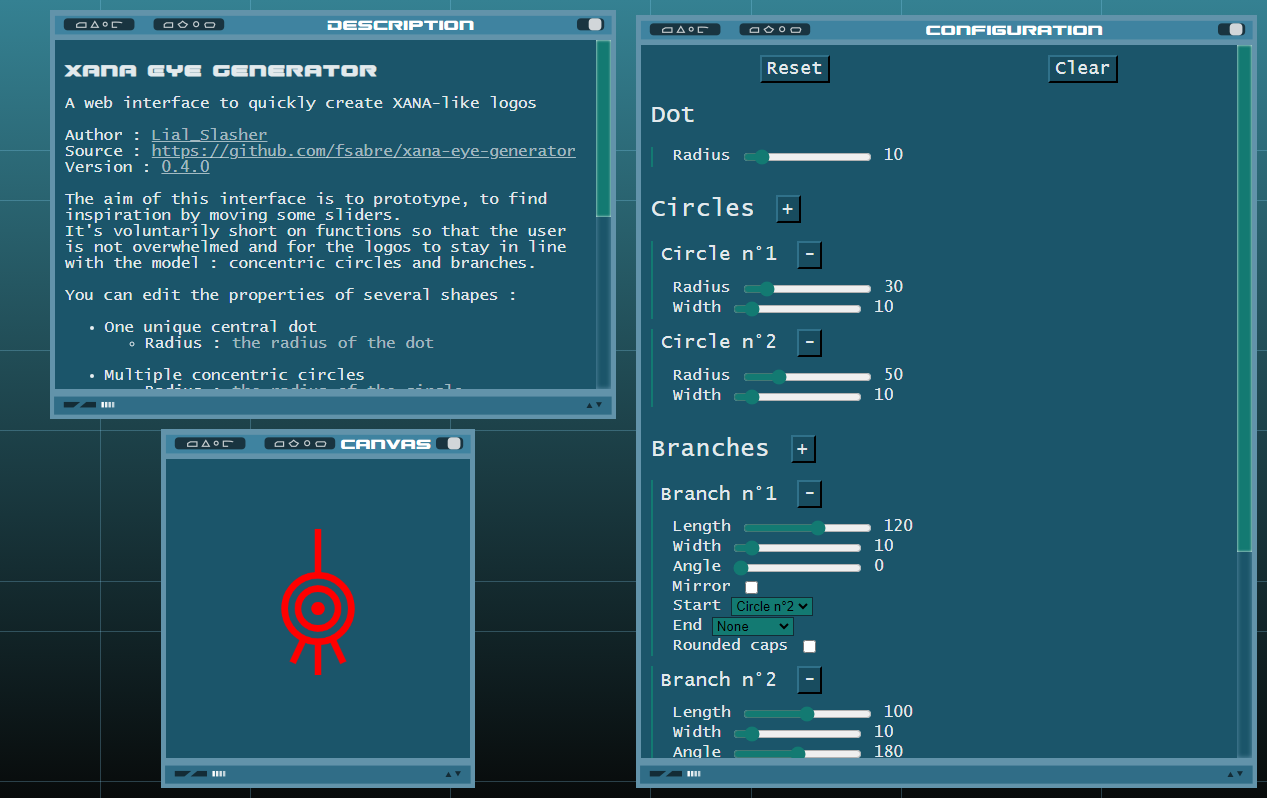 DESCRIPTION
XANA EYE GENERATOR
A web interface to quickly create XANA-like logos
Author : Lial_Slasher
Source : https://github.com/fsabre/xana-eye-generator
Version : 0.4.0
The aim of this interface is to prototype, to find
inspiration by moving some sliders.
It's voluntarily short on functions so that the user
is not overwhelmed and for the logos to stay in line
with the model : concentric circles and branches.
You can edit the properties of several shapes :
• One unique central dot
◦ Radius : the radius of the dot
• Multiple concentric circles
Radius : the radius of the circle
CANVAS
CONFIGURATION
Reset
Clear
Dot
Radius 10
Circles +
Circle n°1 -
Radius 30
Width 10
Circle n°2 -
Radius 50
Width 10
Branches +
Branch n°1 -
Length 120
Width 10
Angle 0
Mirror
Start Circle n°2
End None
Rounded caps
Branch n°2 -
Length 100
Width 10
Angle 180